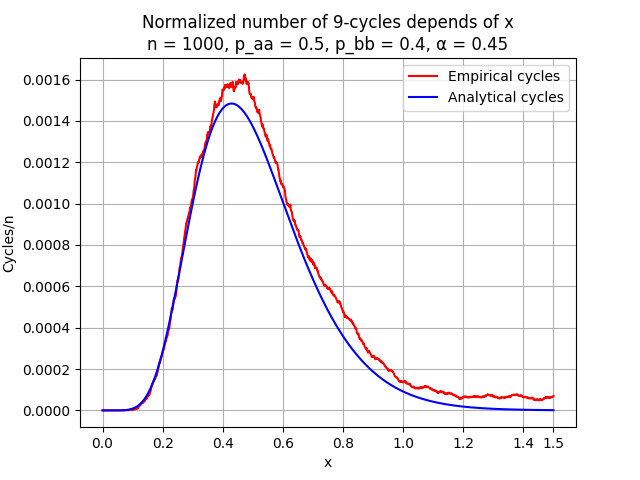 Normalized number of 9-cycles depends of x
n = 1000, p_aa = 0.5, p_bb = 0.4, α = 0.45
Empirical cycles
Analytical cycles
Cycles/n
0.0016
0.0014
0.0012
0.0010
0.0008
0.0006
0.0004
0.0002
0.0000
0.0 0.2 0.4 0.6 0.8 1.0 1.2 1.4 1.5
x